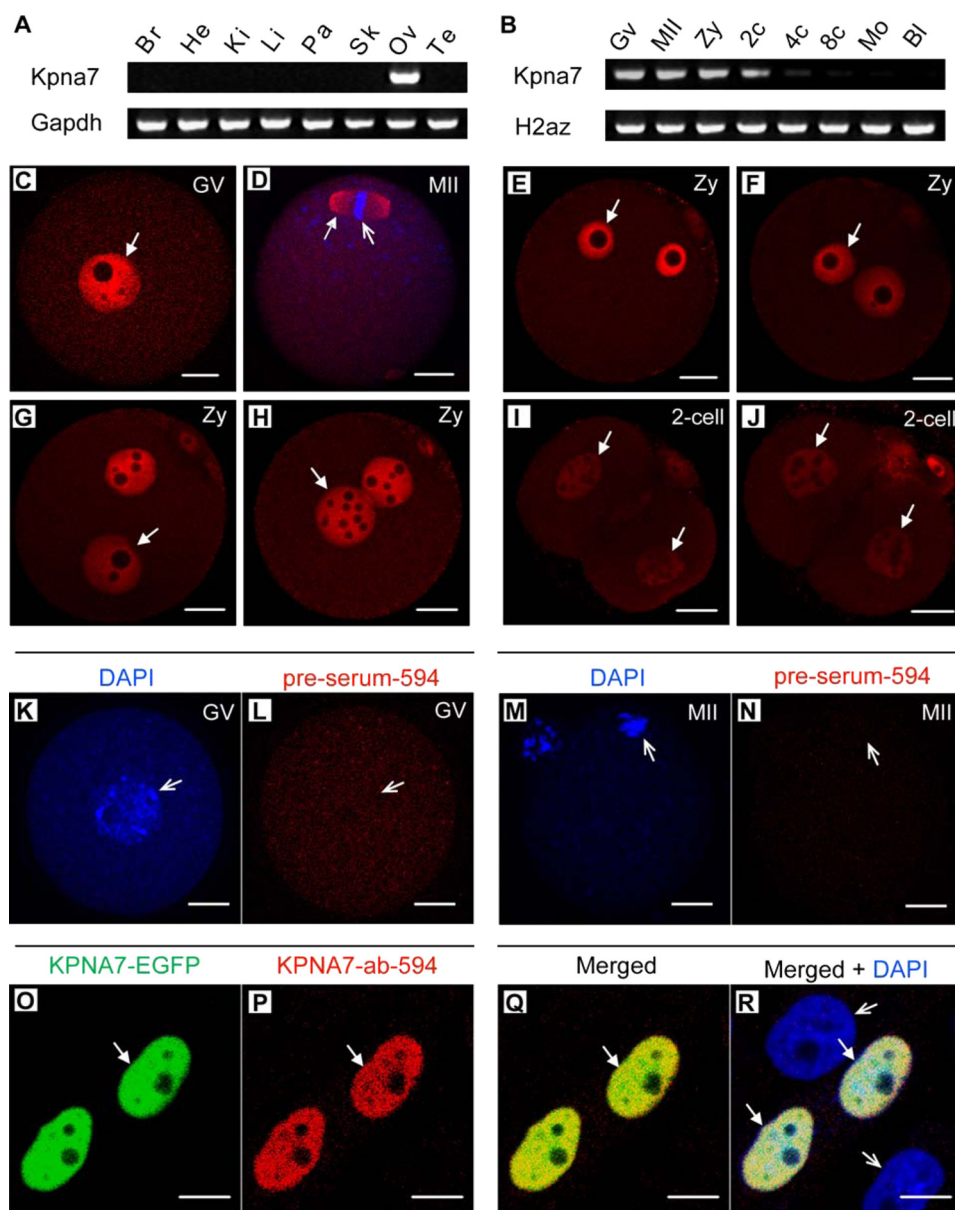 A
Br He Ki Li Pa Sk Ov Te
Kpna7
Gapdh
B
Gv MII Zy 2c 4c 8c Mo Bl
Kpna7
H2az
C GV
D MII
E Zy
F Zy
G Zy
H Zy
I 2-cell
J 2-cell
DAPI pre-serum-594
K GV
L GV
DAPI pre-serum-594
M MII
N MII
KPNA7-EGFP KPNA7-ab-594
O
P
Merged Merged + DAPI
Q
R